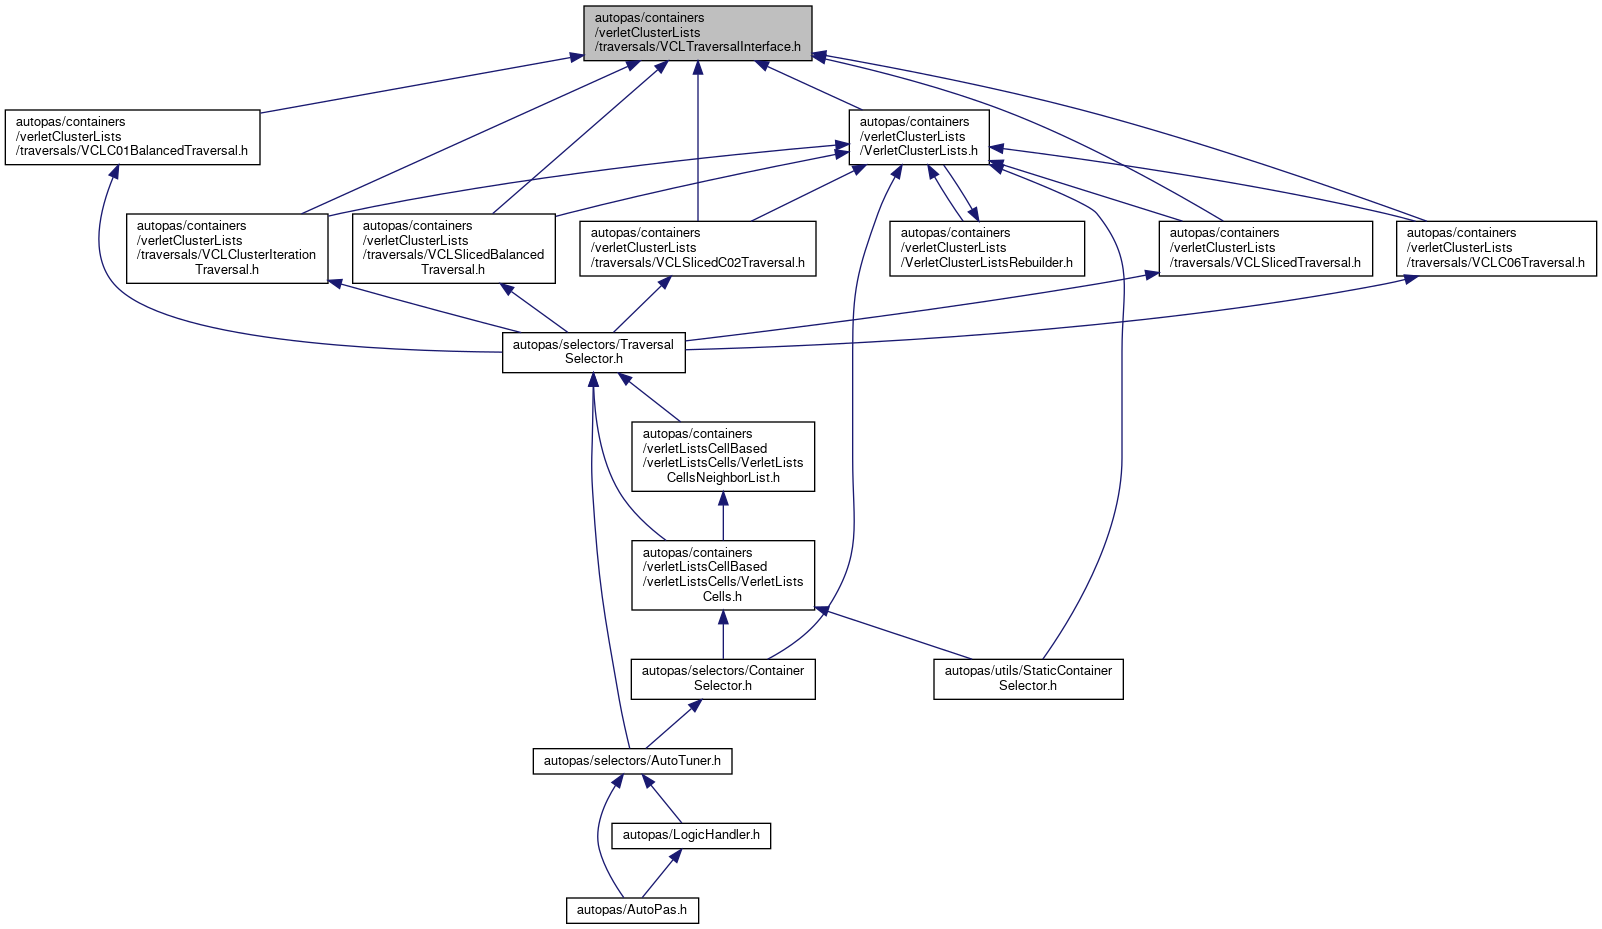 autopas/containers
/verletClusterLists
/traversals/VCLTraversalInterface.h
autopas/containers
/verletClusterLists
/traversals/VCLC01BalancedTraversal.h
autopas/containers
/verletClusterLists
/VerletClusterLists.h
autopas/containers
/verletClusterLists
/traversals/VCLClusterIteration
Traversal.h
autopas/containers
/verletClusterLists
/traversals/VCLSlicedBalanced
Traversal.h
autopas/containers
/verletClusterLists
/traversals/VCLSlicedC02Traversal.h
autopas/containers
/verletClusterLists
/VerletClusterListsRebuilder.h
autopas/containers
/verletClusterLists
/traversals/VCLSlicedTraversal.h
autopas/containers
/verletClusterLists
/traversals/VCLC06Traversal.h
autopas/selectors/Traversal
Selector.h
autopas/containers
/verletListsCellBased
/verletListsCells/VerletLists
CellsNeighborList.h
autopas/containers
/verletListsCellBased
/verletListsCells/VerletLists
Cells.h
autopas/selectors/Container
Selector.h
autopas/utils/StaticContainer
Selector.h
autopas/selectors/AutoTuner.h
autopas/LogicHandler.h
autopas/AutoPas.h